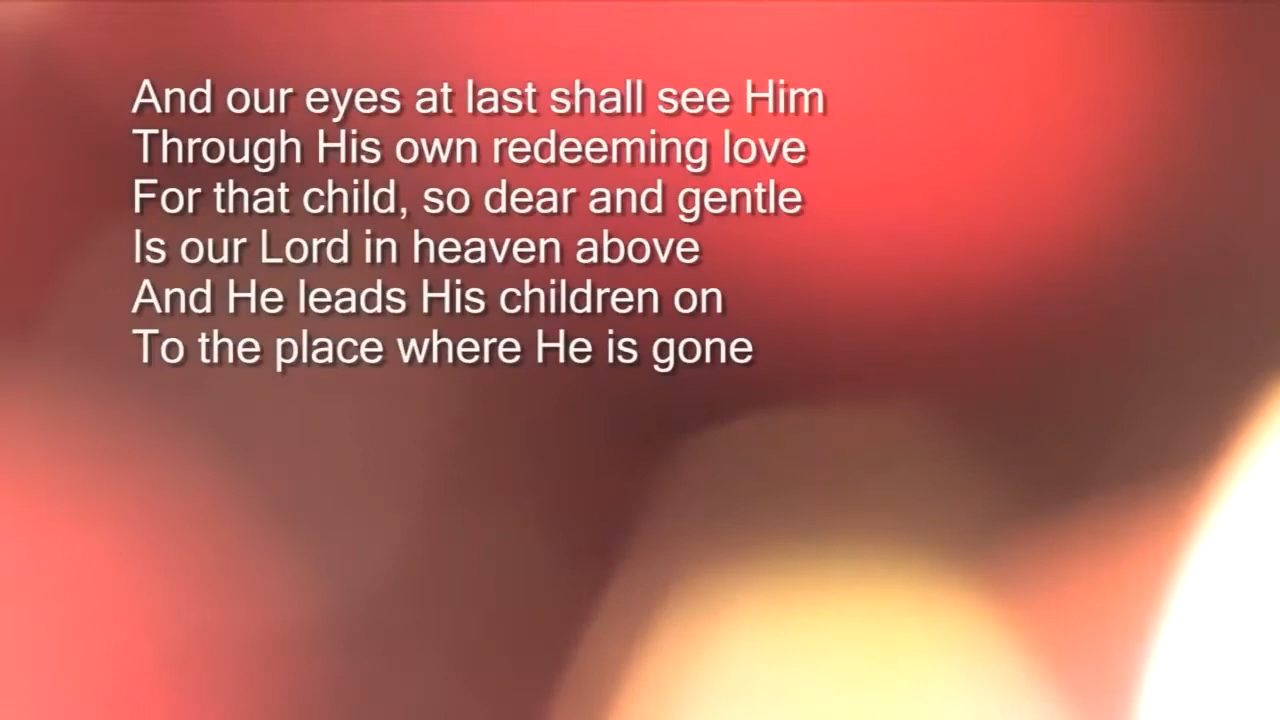 And our eyes at last shall see Him
Through His own redeeming love
For that child, so dear and gentle
Is our Lord in heaven above
And He leads His children on
To the place where He is gone